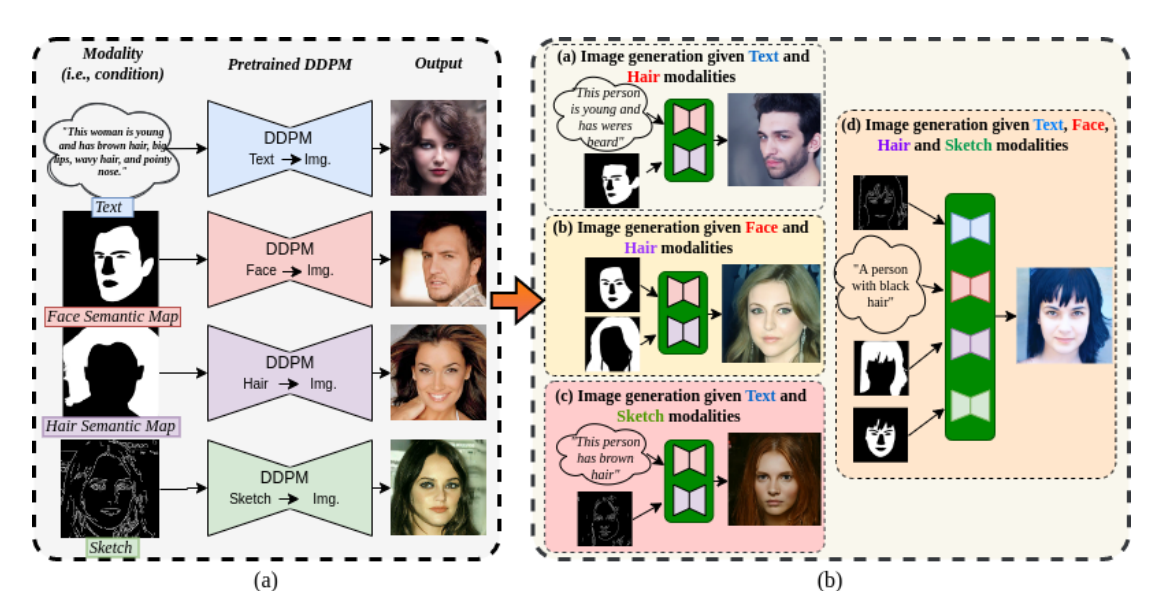 Modality
(i.e., condition)
Pretrained DDPM
Output
"This woman is young
and has brown hair, big
lips, wavy hair, and pointy
nose."
Text
DDPM
Text → Img.
Face Semantic Map
DDPM
Face → Img.
Hair Semantic Map
DDPM
Hair → Img.
Sketch
DDPM
Sketch → Img.
(a)
(a) Image generation given Text and
Hair modalities
"This person
is young and
has weres
beard"
(b) Image generation given Face and
Hair modalities
(c) Image generation given Text and
Sketch modalities
"This person
has brown
hair"
(d) Image generation given Text, Face,
Hair and Sketch modalities
"A person
with black
hair"
(b)